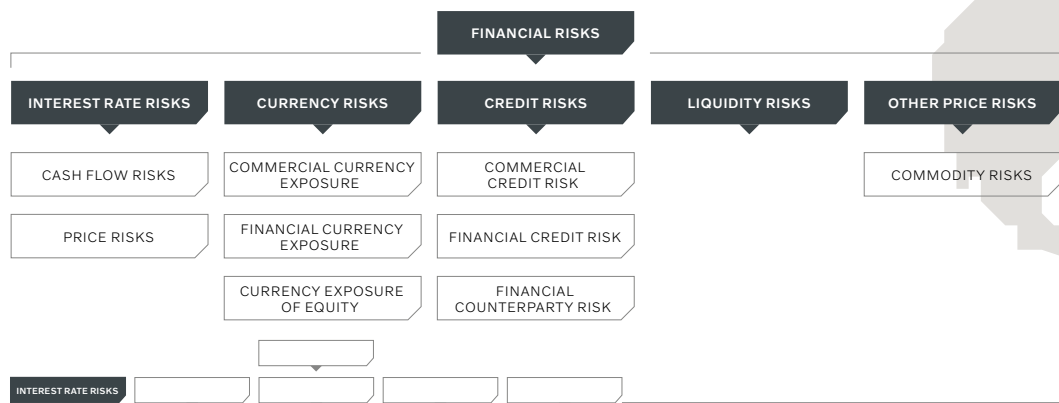 FINANCIAL RISKS
INTEREST RATE RISKS
CURRENCY RISKS
CREDIT RISKS
LIQUIDITY RISKS
OTHER PRICE RISKS
CASH FLOW RISKS
COMMERCIAL CURRENCY
EXPOSURE
COMMERCIAL
CREDIT RISK
COMMODITY RISKS
PRICE RISKS
FINANCIAL CURRENCY
EXPOSURE
FINANCIAL CREDIT RISK
CURRENCY EXPOSURE
OF EQUITY
FINANCIAL
COUNTERPARTY RISK
INTEREST RATE RISKS